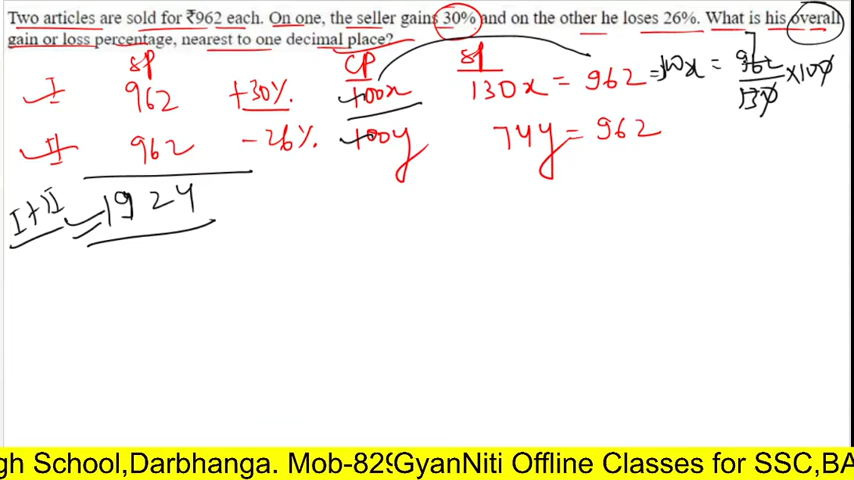 Two articles are sold for ₹962 each. On one, the seller gains 30% and on the other he loses 26%. What is his overall
gain or loss percentage, nearest to one decimal place?
SP CP SP
I 962 +30% 100x 130x = 962 = 100x = 962/130 × 100
II 962 -26% 100y 74y = 962
I+II 1924
gh School,Darbhanga. Mob-829GyanNiti Offline Classes for SSC,BA